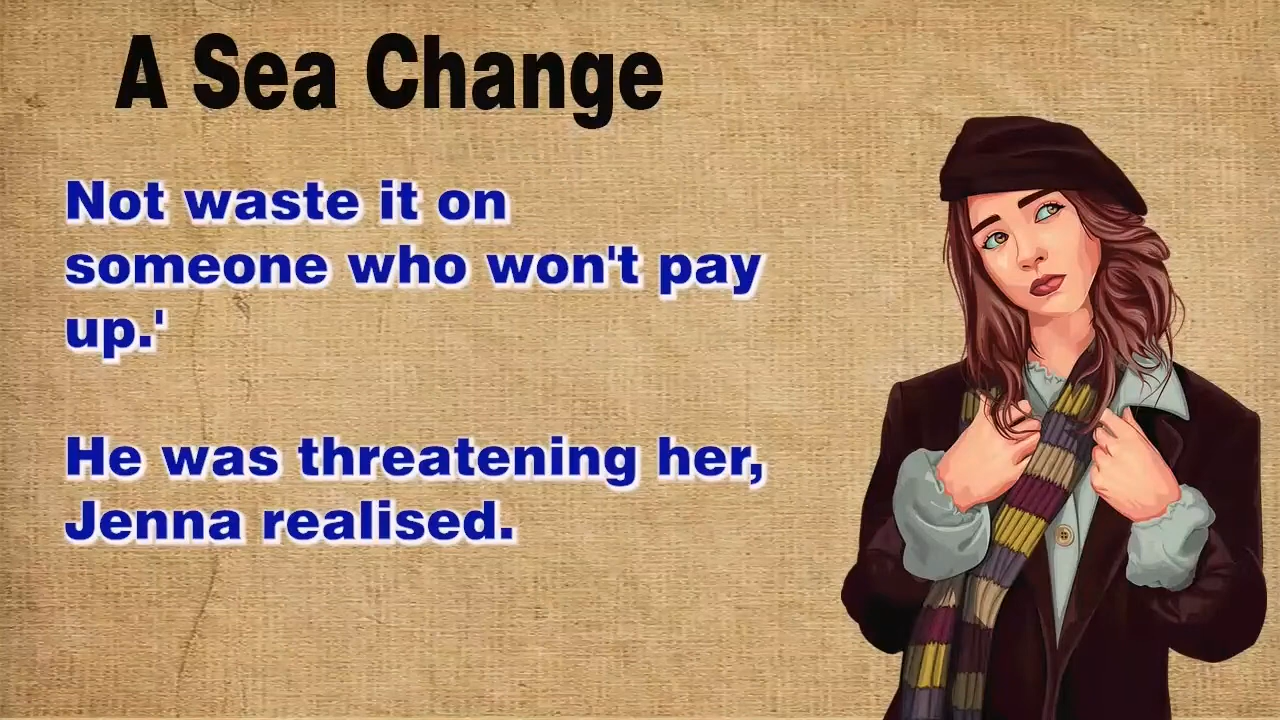 A Sea Change
Not waste it on
someone who won't pay
up.'
He was threatening her,
Jenna realised.